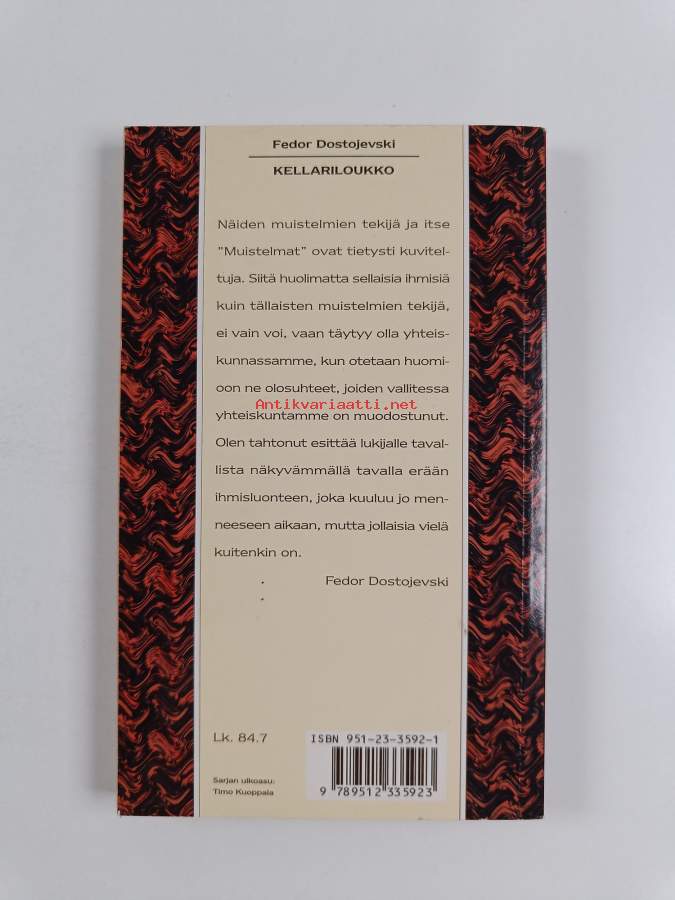 Fedor Dostojevski
KELLARILOUKKO
Näiden muistelmien tekijä ja itse
"Muistelmat" ovat tietysti kuvitel-
tuja. Siitä huolimatta sellaisia ihmisiä
kuin tällaisten muistelmien tekijä,
ei vain voi, vaan täytyy olla yhteis-
kunnassamme, kun otetaan huomi-
oon ne olosuhteet, joiden vallitessa
Antikvariaatti.net
yhteiskuntamme on muodostunut.
Olen tahtonut esittää lukijalle taval-
lista näkyvämmällä tavalla erään
ihmisluonteen, joka kuuluu jo men-
neeseen aikaan, mutta jollaisia vielä
kuitenkin on.
Fedor Dostojevski
Lk. 84.7
ISBN 951-23-3592-1
Sarjan ulkoasu:
Timo Kuoppala
9 789512 335923